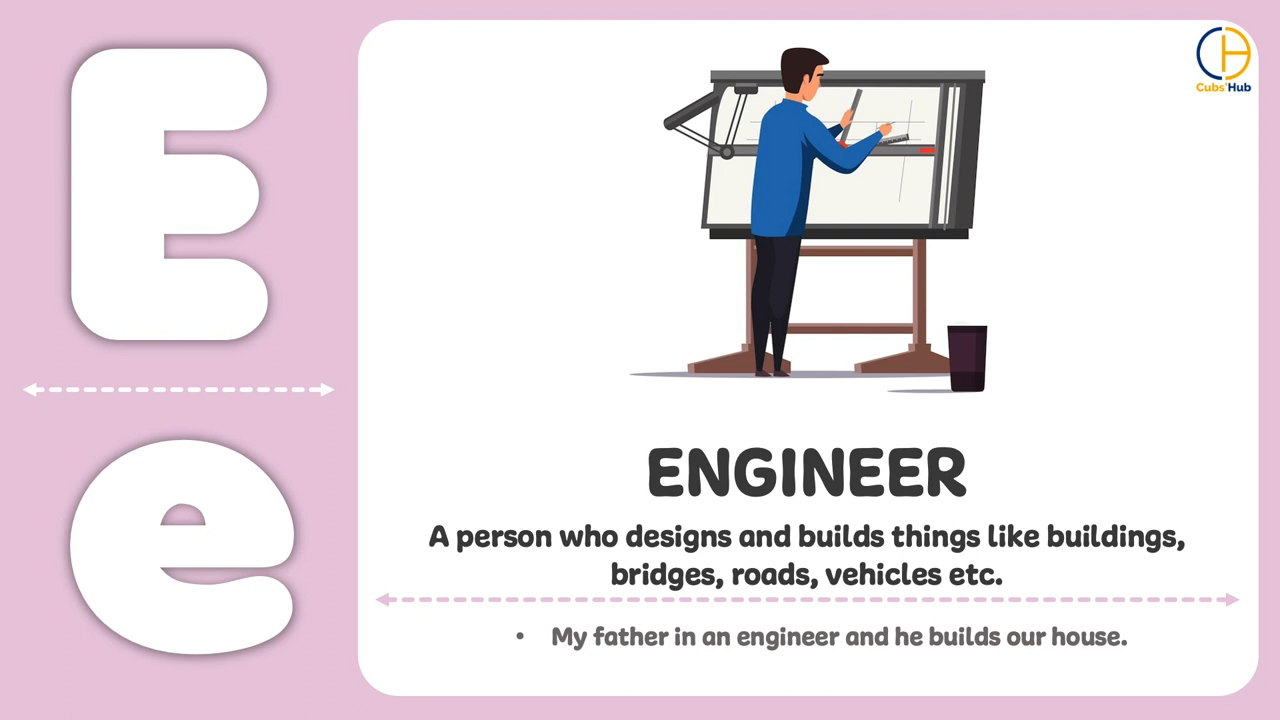 E
e
Cubs'Hub
ENGINEER
A person who designs and builds things like buildings,
bridges, roads, vehicles etc.
• My father in an engineer and he builds our house.